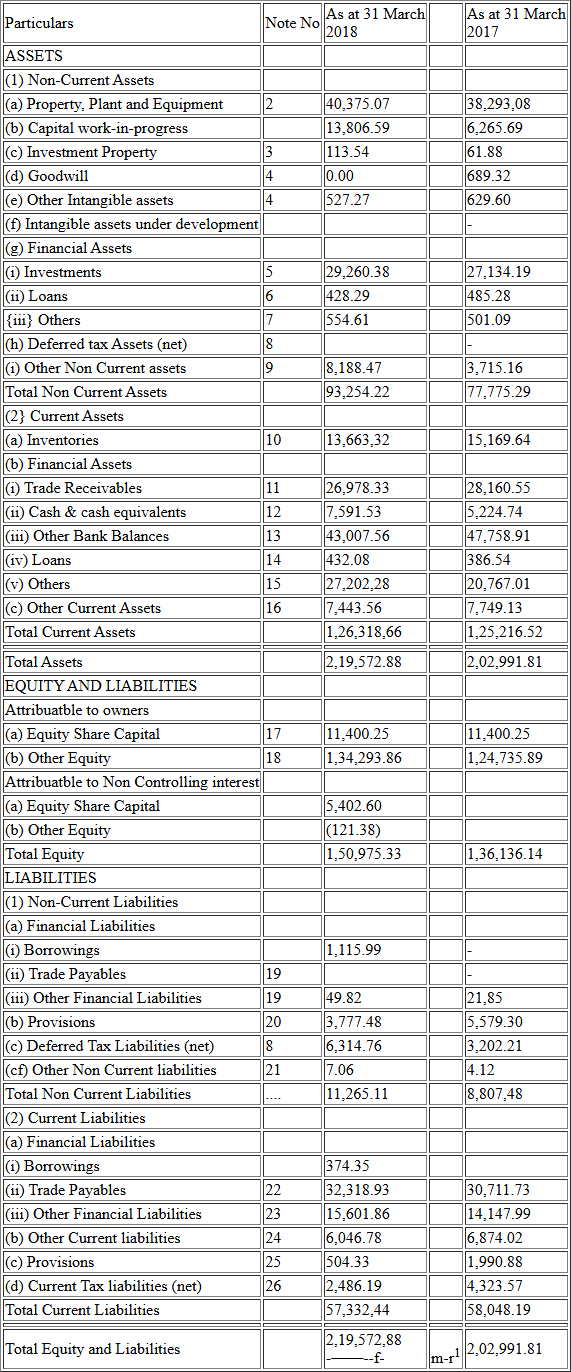 Particulars Note No As at 31 March 2018 As at 31 March 2017
ASSETS
(1) Non-Current Assets
(a) Property, Plant and Equipment 2 40,375.07 38,293,08
(b) Capital work-in-progress 13,806.59 6,265.69
(c) Investment Property 3 113.54 61.88
(d) Goodwill 4 0.00 689.32
(e) Other Intangible assets 4 527.27 629.60
(f) Intangible assets under development -
(g) Financial Assets
(i) Investments 5 29,260.38 27,134.19
(ii) Loans 6 428.29 485.28
{iii} Others 7 554.61 501.09
(h) Deferred tax Assets (net) 8 -
(i) Other Non Current assets 9 8,188.47 3,715.16
Total Non Current Assets 93,254.22 77,775.29
(2} Current Assets
(a) Inventories 10 13,663,32 15,169.64
(b) Financial Assets
(i) Trade Receivables 11 26,978.33 28,160.55
(ii) Cash & cash equivalents 12 7,591.53 5,224.74
(iii) Other Bank Balances 13 43,007.56 47,758.91
(iv) Loans 14 432.08 386.54
(v) Others 15 27,202,28 20,767.01
(c) Other Current Assets 16 7,443.56 7,749.13
Total Current Assets 1,26,318,66 1,25,216.52
Total Assets 2,19,572.88 2,02,991.81
EQUITY AND LIABILITIES
Attribuatble to owners
(a) Equity Share Capital 17 11,400.25 11,400.25
(b) Other Equity 18 1,34,293.86 1,24,735.89
Attribuatble to Non Controlling interest
(a) Equity Share Capital 5,402.60
(b) Other Equity (121.38)
Total Equity 1,50,975.33 1,36,136.14
LIABILITIES
(1) Non-Current Liabilities
(a) Financial Liabilities
(i) Borrowings 1,115.99 -
(ii) Trade Payables 19 -
(iii) Other Financial Liabilities 19 49.82 21,85
(b) Provisions 20 3,777.48 5,579.30
(c) Deferred Tax Liabilities (net) 8 6,314.76 3,202.21
(cf) Other Non Current liabilities 21 7.06 4.12
Total Non Current Liabilities .... 11,265.11 8,807,48
(2) Current Liabilities
(a) Financial Liabilities
(i) Borrowings 374.35
(ii) Trade Payables 22 32,318.93 30,711.73
(iii) Other Financial Liabilities 23 15,601.86 14,147.99
(b) Other Current liabilities 24 6,046.78 6,874.02
(c) Provisions 25 504.33 1,990.88
(d) Current Tax liabilities (net) 26 2,486.19 4,323.57
Total Current Liabilities 57,332,44 58,048.19
Total Equity and Liabilities 2,19,572,88 -———--f- m-r1 2,02,991.81